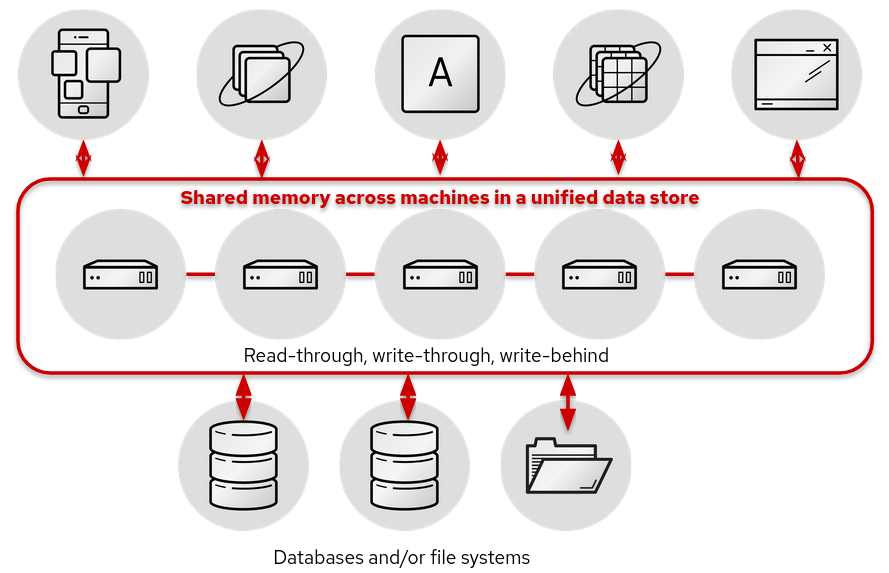 A
Shared memory across machines in a unified data store
Read-through, write-through, write-behind
Databases and/or file systems